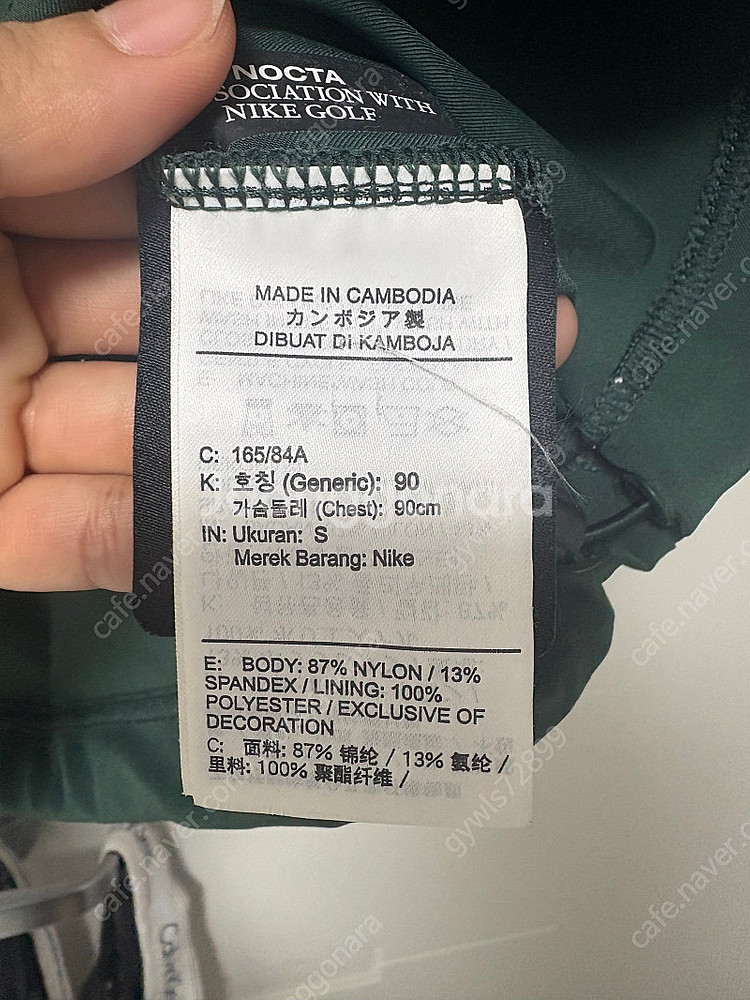 NOCTA
SOCIATION WITH
NIKE GOLF
MADE IN CAMBODIA
カンボジア製
DIBUAT DI KAMBOJA
C: 165/84A
K: 호칭 (Generic): 90
가슴둘레 (Chest): 90cm
IN: Ukuran: S
Merek Barang: Nike
E: BODY: 87% NYLON / 13%
SPANDEX / LINING: 100%
POLYESTER / EXCLUSIVE OF
DECORATION
C: 面料: 87% 锦纶 / 13% 氨纶 /
里料: 100% 聚酯纤维 /
cafe.naver.com